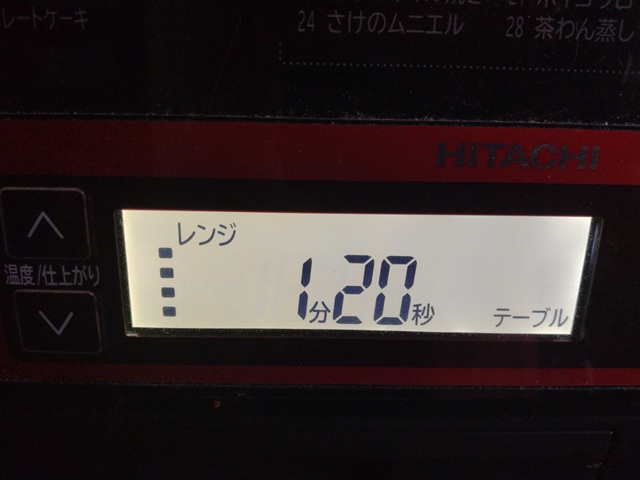 レートケーキ
24 さけのムニエル
28 茶わん蒸し
HITACHI
温度/仕上がり
レンジ
1分20秒
テーブル